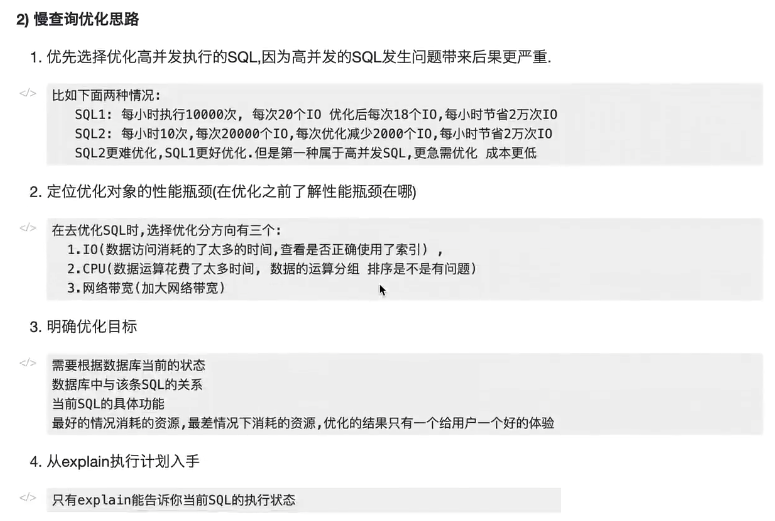 2) 慢查询优化思路
1. 优先选择优化高并发执行的SQL,因为高并发的SQL发生问题带来后果更严重.
</> 比如下面两种情况:
SQL1: 每小时执行10000次, 每次20个IO 优化后每次18个IO,每小时节省2万次IO
SQL2: 每小时10次,每次20000个IO,每次优化减少2000个IO,每小时节省2万次IO
SQL2更难优化,SQL1更好优化.但是第一种属于高并发SQL,更急需优化 成本更低
2. 定位优化对象的性能瓶颈(在优化之前了解性能瓶颈在哪)
</> 在去优化SQL时,选择优化分方向有三个:
1.IO(数据访问消耗的了太多的时间,查看是否正确使用了索引) ,
2.CPU(数据运算花费了太多时间, 数据的运算分组 排序是不是有问题)
3.网络带宽(加大网络带宽)
3. 明确优化目标
</> 需要根据数据库当前的状态
数据库中与该条SQL的关系
当前SQL的具体功能
最好的情况消耗的资源,最差情况下消耗的资源,优化的结果只有一个给用户一个好的体验
4. 从explain执行计划入手
</> 只有explain能告诉你当前SQL的执行状态